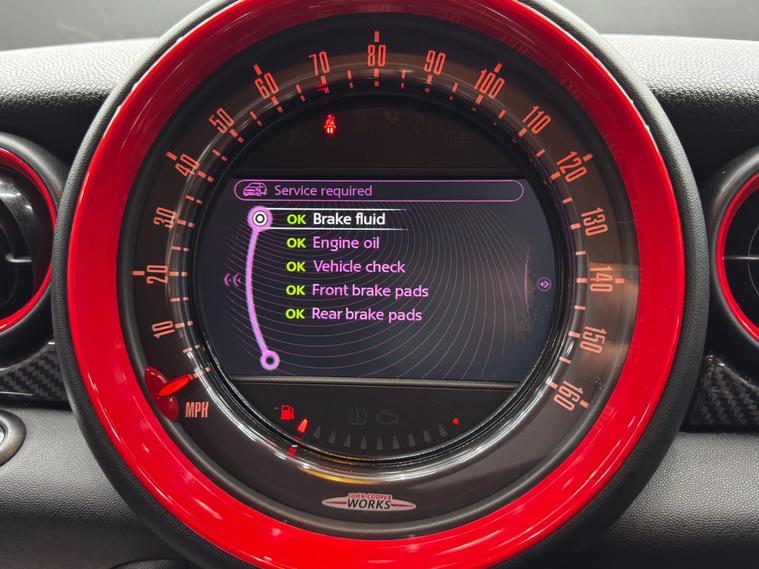 80
70
90
60
100
50
110
40
120
Service required
OK Brake fluid
30
130
OK Engine oil
OK Vehicle check
20
140
OK Front brake pads
OK Rear brake pads
10
150
160
MPH
JOHN COOPER
WORKS